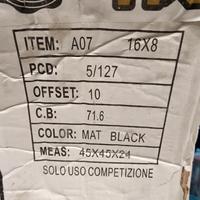 ITEM: A07 16X8
PCD: 5/127
OFFSET: 10
C.B: 71.6
COLOR: MAT BLACK
MEAS: 45X45X24
SOLO USO COMPETIZIONE